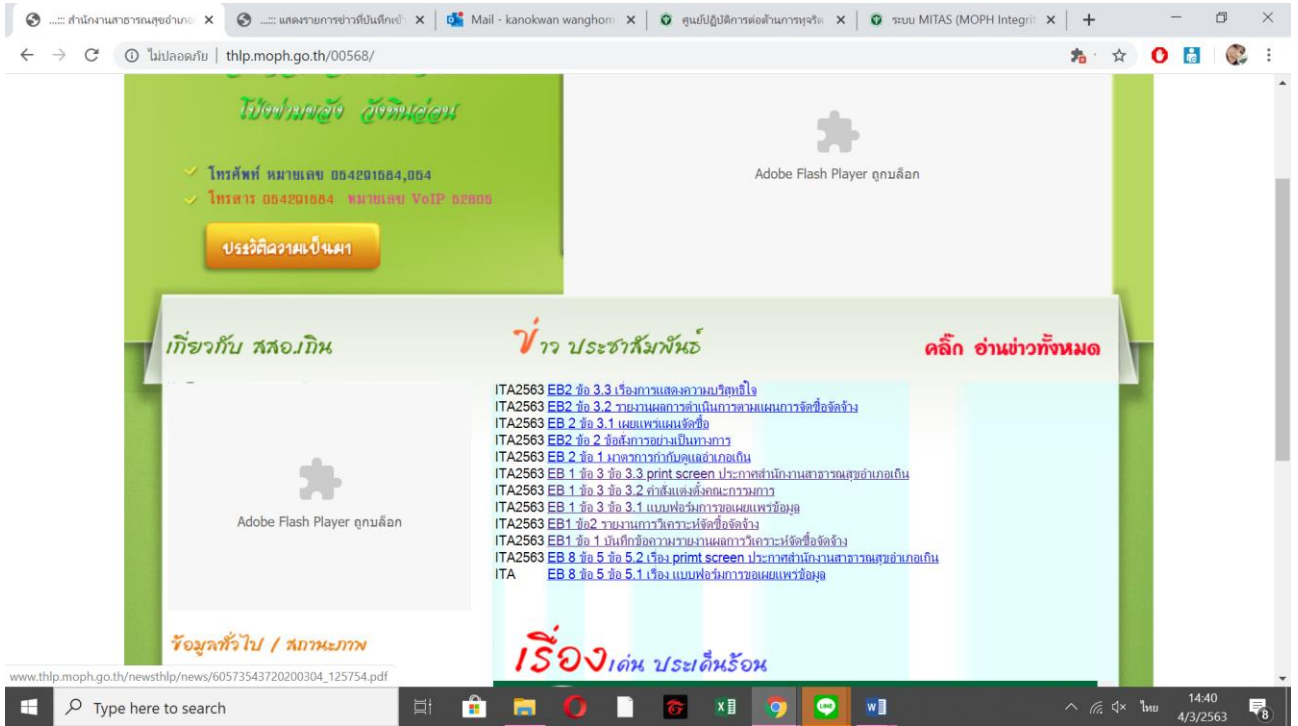 ...:: สำนักงานสาธารณสุขอำเภอ
...:: แสดงรายการข่าวที่บันทึกเข้า
Mail - kanokwan wanghom
ศูนย์ปฏิบัติการต่อต้านการทุจริต
ระบบ MITAS (MOPH Integrit
ไม่ปลอดภัย | thlp.moph.go.th/00568/
โทรศัพท์ หมายเลข 054291584,054
โทรสาร 054291584 หมายเลข VoIP 52605
ประวัติความเป็นมา
Adobe Flash Player ถูกบล็อก
เกี่ยวกับ สสอ.เถิน
ข่าว ประชาสัมพันธ์
คลิ๊ก อ่านข่าวทั้งหมด
ITA2563 EB2 ข้อ 3.3 เรื่องการแสดงความบริสุทธิ์ใจ
ITA2563 EB2 ข้อ 3.2 รายงานผลการดำเนินการตามแผนการจัดซื้อจัดจ้าง
ITA2563 EB 2 ข้อ 3.1 เผยแพร่แผนจัดซื้อ
ITA2563 EB2 ข้อ 2 ข้อสั่งการอย่างเป็นทางการ
ITA2563 EB 2 ข้อ 1 มาตรการกำกับดูแลอำเภอเถิน
ITA2563 EB 1 ข้อ 3 ข้อ 3.3 print screen ประกาศสำนักงานสาธารณสุขอำเภอเถิน
ITA2563 EB 1 ข้อ 3 ข้อ 3.2 คำสั่งแต่งตั้งคณะกรรมการ
ITA2563 EB 1 ข้อ 3 ข้อ 3.1 แบบฟอร์มการขอเผยแพร่ข้อมูล
ITA2563 EB1 ข้อ2 รายงานการวิเคราะห์จัดซื้อจัดจ้าง
ITA2563 EB1 ข้อ 1 บันทึกข้อความรายงานผลการวิเคราะห์จัดซื้อจัดจ้าง
ITA2563 EB 8 ข้อ 5 ข้อ 5.2 เรื่อง primt screen ประกาศสำนักงานสาธารณสุขอำเภอเถิน
ITA EB 8 ข้อ 5 ข้อ 5.1 เรื่อง แบบฟอร์มการขอเผยแพร่ข้อมูล
Adobe Flash Player ถูกบล็อก
ข้อมูลทั่วไป / สถานะภาพ
เรื่องเด่น ประเด็นร้อน
www.thlp.moph.go.th/newsthlp/news/60573543720200304_125754.pdf
Type here to search
ไทย
14:40
4/3/2563
8